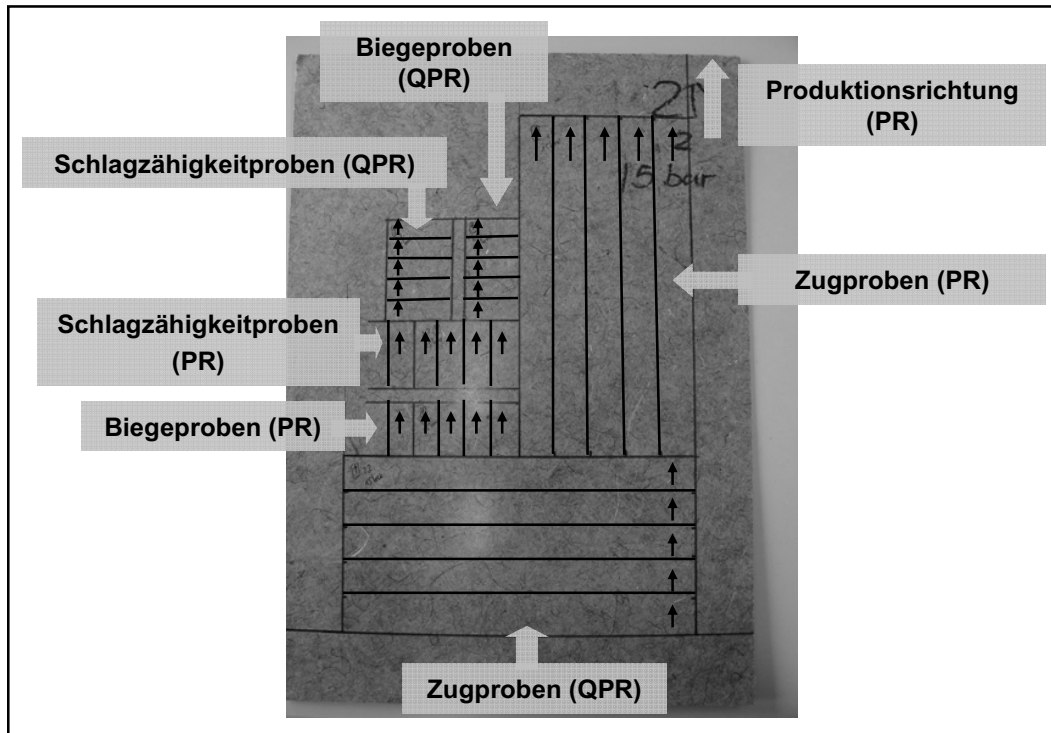 Biegeproben
(QPR)
Produktionsrichtung
(PR)
Schlagzähigkeitproben (QPR)
15 bar
Zugproben (PR)
Schlagzähigkeitproben
(PR)
Biegeproben (PR)
Zugproben (QPR)